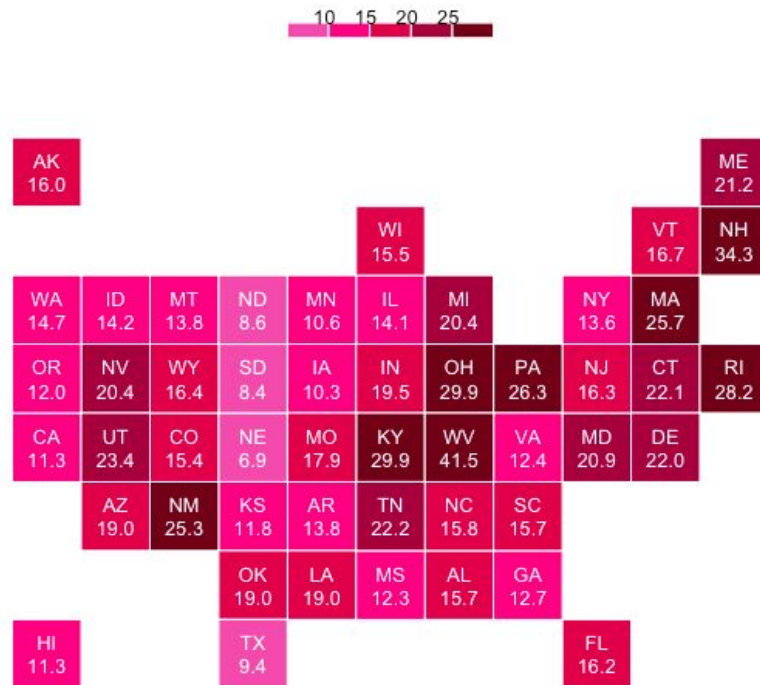 10 15 20 25
AK ME
16.0 21.2
WI VT NH
15.5 16.7 34.3
WA ID MT ND MN IL MI NY MA
14.7 14.2 13.8 8.6 10.6 14.1 20.4 13.6 25.7
OR NV WY SD IA IN OH PA NJ CT RI
12.0 20.4 16.4 8.4 10.3 19.5 29.9 26.3 16.3 22.1 28.2
CA UT CO NE MO KY WV VA MD DE
11.3 23.4 15.4 6.9 17.9 29.9 41.5 12.4 20.9 22.0
AZ NM KS AR TN NC SC
19.0 25.3 11.8 13.8 22.2 15.8 15.7
OK LA MS AL GA
19.0 19.0 12.3 15.7 12.7
HI TX FL
11.3 9.4 16.2